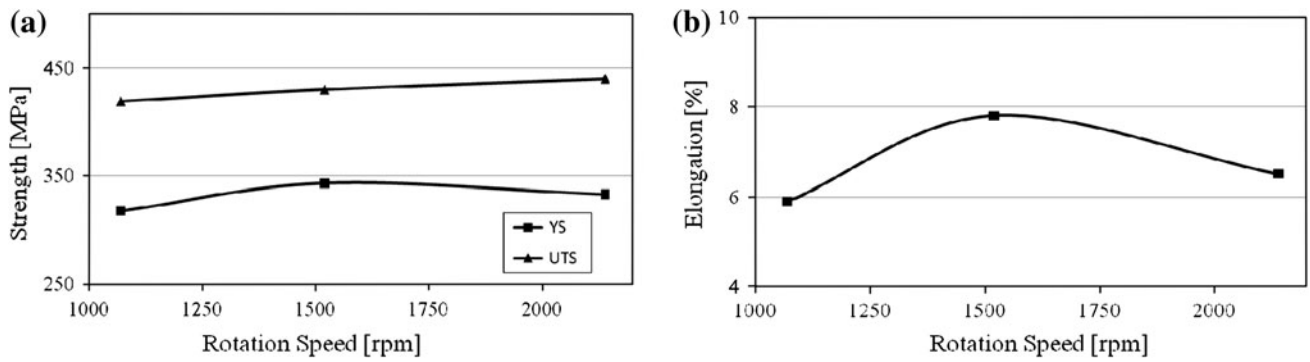 (a)
Strength [MPa]
450
350
250
1000 1250 1500 1750 2000
Rotation Speed [rpm]
YS
UTS
(b)
Elongation [%]
10
8
6
4
1000 1250 1500 1750 2000
Rotation Speed [rpm]